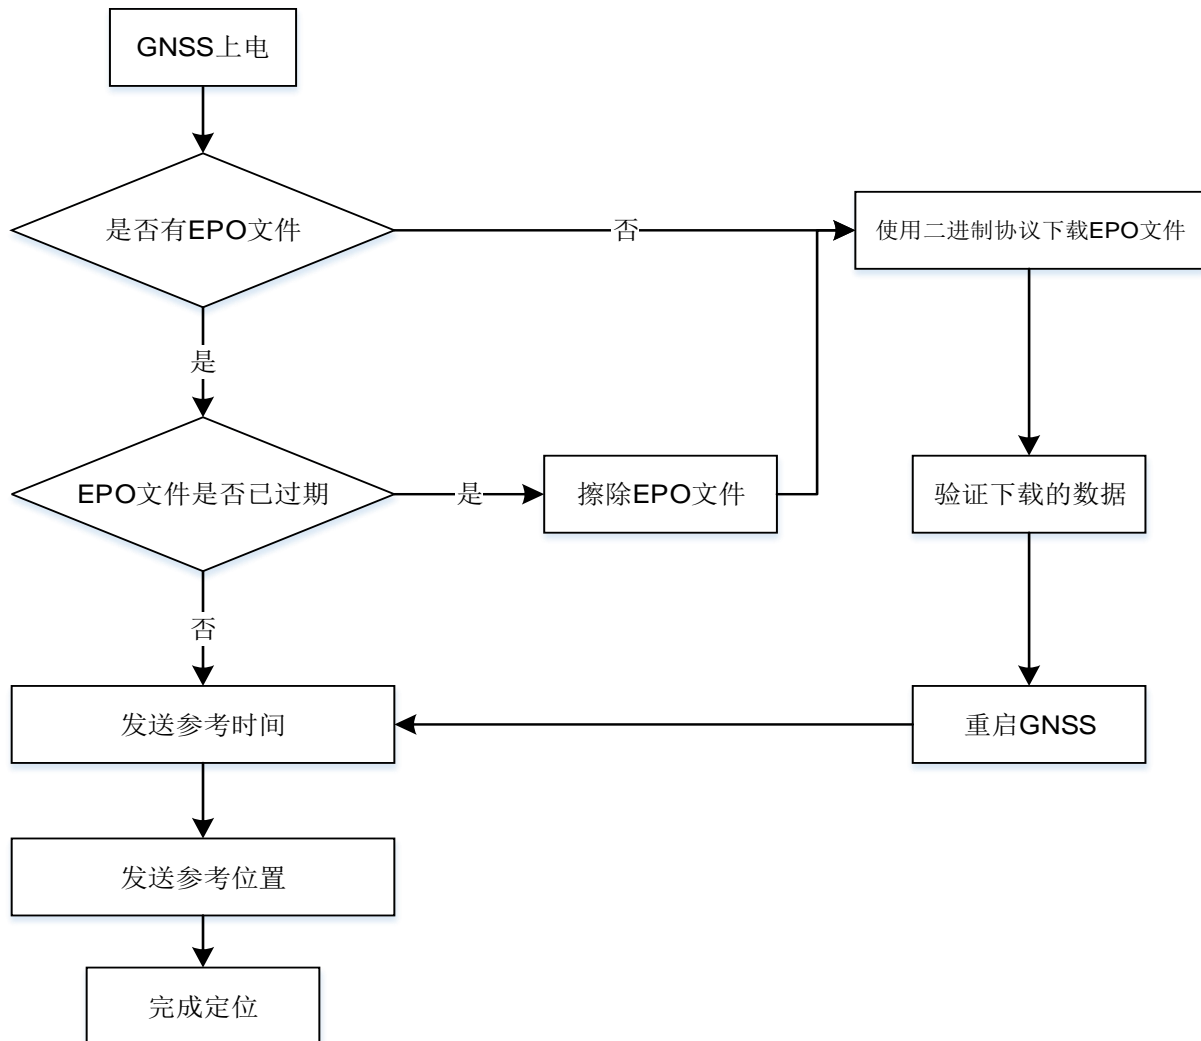 GNSS上电
是否有EPO文件
否
使用二进制协议下载EPO文件
是
EPO文件是否已过期
是
擦除EPO文件
验证下载的数据
否
发送参考时间
重启GNSS
发送参考位置
完成定位